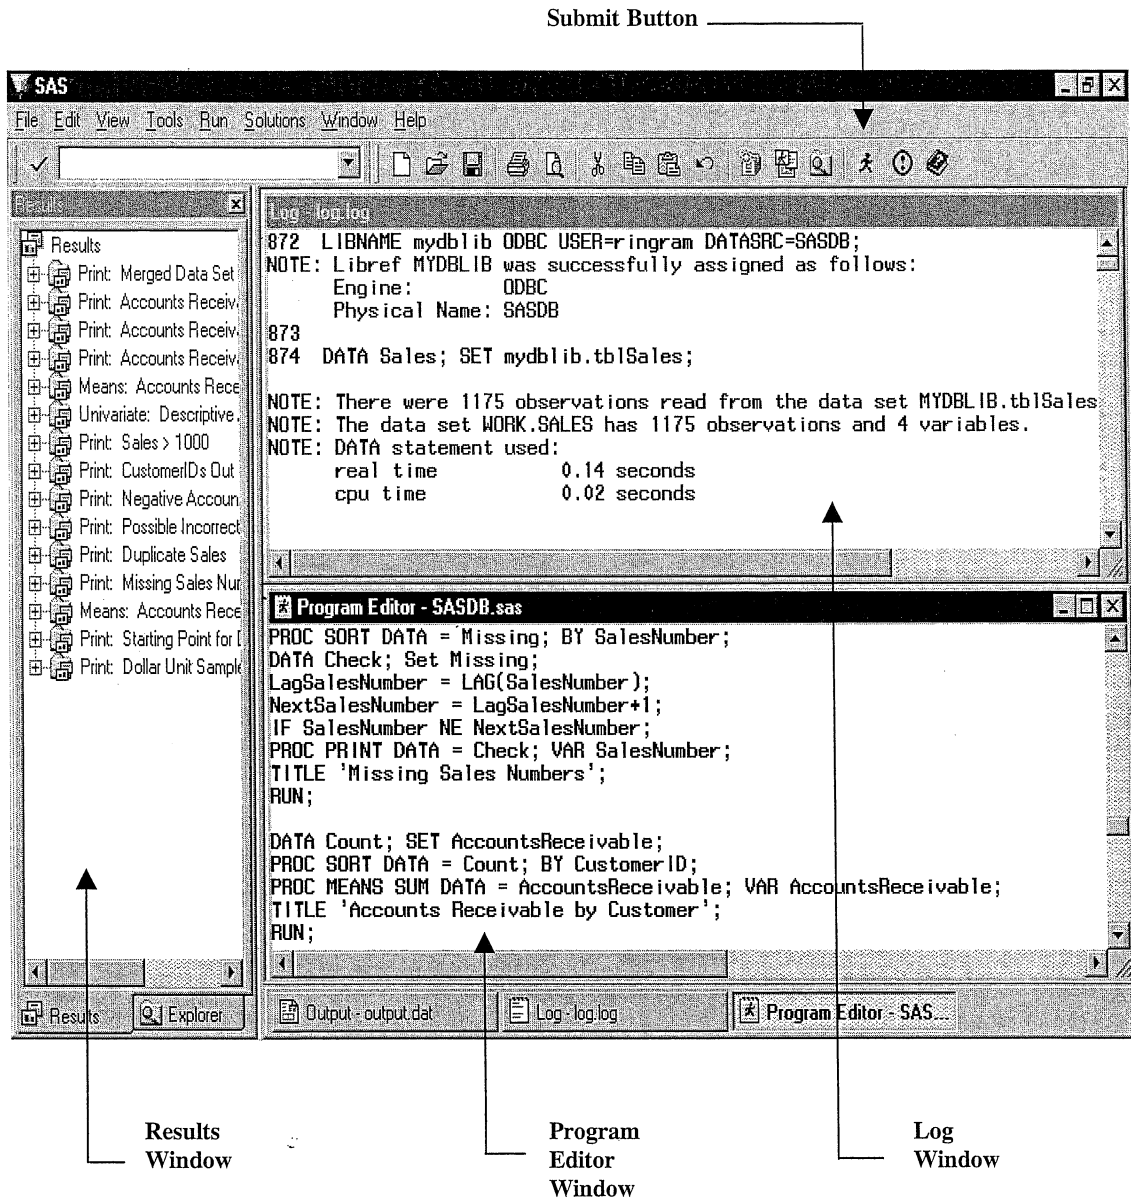 Submit Button
SAS
File Edit View Tools Run Solutions Window Help
Results
Results
Print: Merged Data Set
Print: Accounts Receiv
Print: Accounts Receiv
Print: Accounts Receiv
Means: Accounts Rece
Univariate: Descriptive
Print: Sales > 1000
Print: CustomerIDs Out
Print: Negative Accoun
Print: Possible Incorrect
Print: Duplicate Sales
Print: Missing Sales Nur
Means: Accounts Rece
Print: Starting Point for D
Print: Dollar Unit Sample
Results Explorer
Log - log.log
872 LIBNAME mydblib ODBC USER=ringram DATASRC=SASDB;
NOTE: Libref MYDBLIB was successfully assigned as follows:
Engine: ODBC
Physical Name: SASDB
873
874 DATA Sales; SET mydblib.tblSales;
NOTE: There were 1175 observations read from the data set MYDBLIB.tblSales
NOTE: The data set WORK.SALES has 1175 observations and 4 variables.
NOTE: DATA statement used:
real time 0.14 seconds
cpu time 0.02 seconds
Program Editor - SASDB.sas
PROC SORT DATA = Missing; BY SalesNumber;
DATA Check; Set Missing;
LagSalesNumber = LAG(SalesNumber);
NextSalesNumber = LagSalesNumber+1;
IF SalesNumber NE NextSalesNumber;
PROC PRINT DATA = Check; VAR SalesNumber;
TITLE 'Missing Sales Numbers';
RUN;
DATA Count; SET AccountsReceivable;
PROC SORT DATA = Count; BY CustomerID;
PROC MEANS SUM DATA = AccountsReceivable; VAR AccountsReceivable;
TITLE 'Accounts Receivable by Customer';
RUN;
Output - output.dat Log - log.log Program Editor - SAS...
Results
Window
Program
Editor
Window
Log
Window